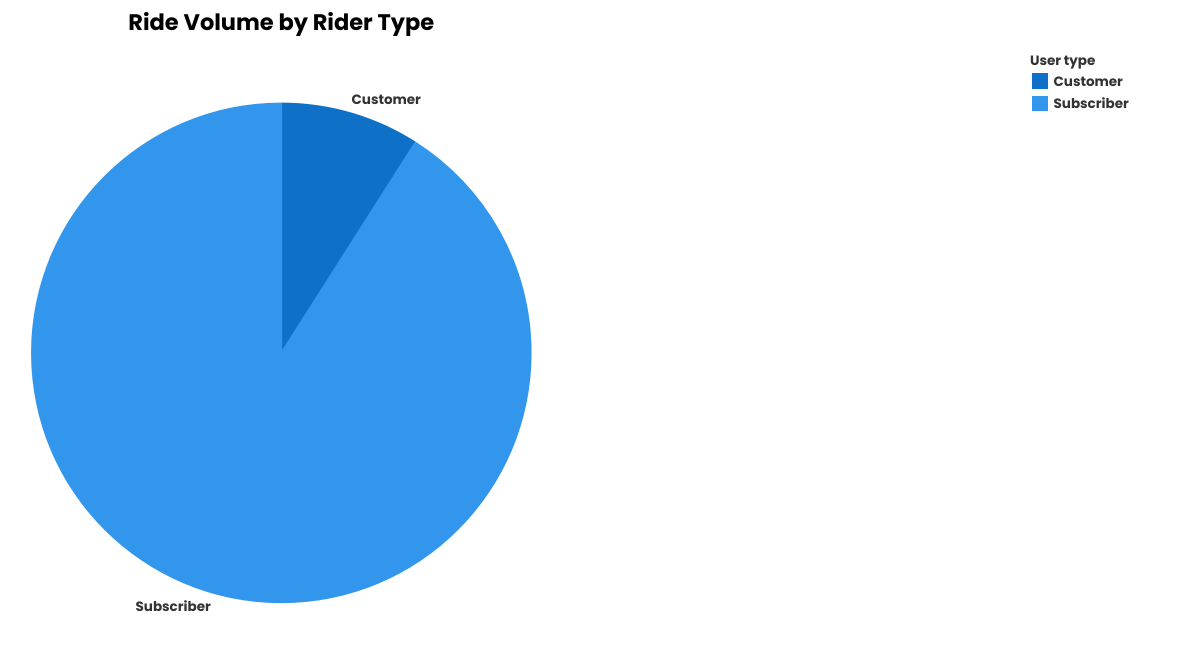 Ride Volume by Rider Type
User type
Customer
Subscriber
Customer
Subscriber